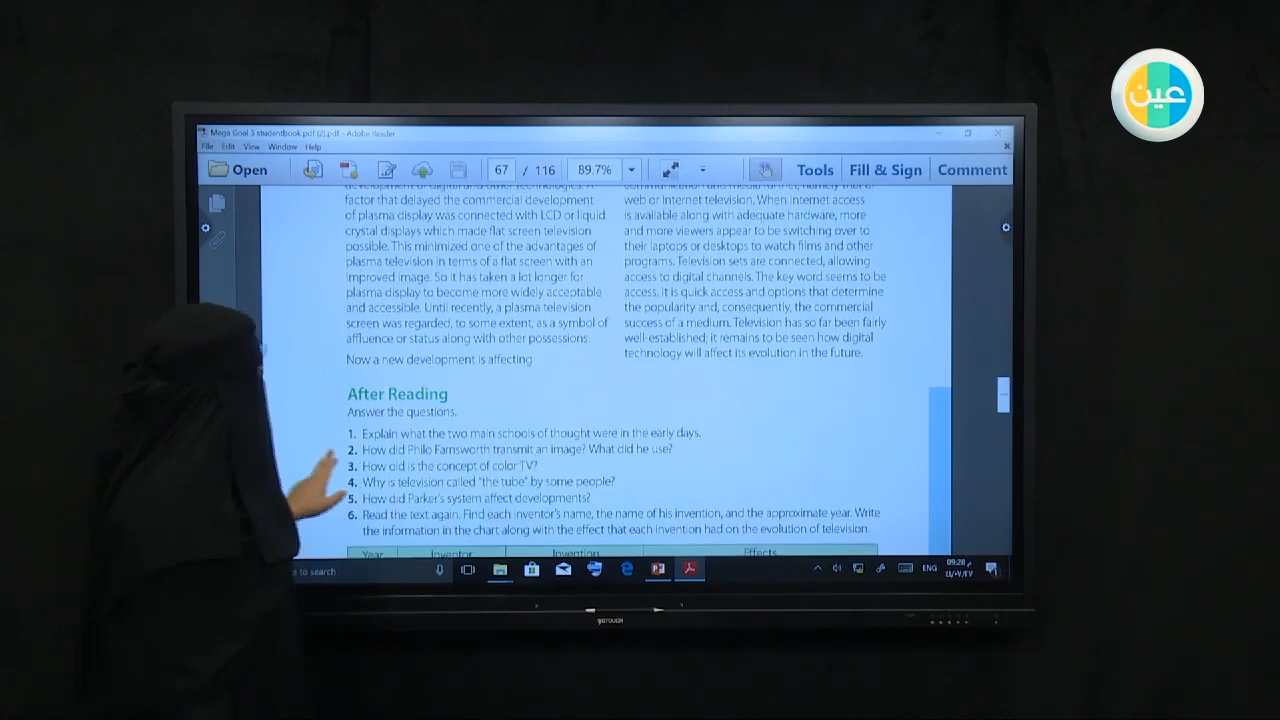 عين
Mega Goal 3 studentbook.pdf (2).pdf - Adobe Reader
File Edit View Window Help
Open 67 / 116 89.7% Tools Fill & Sign Comment
development of digital and other technologies. A
factor that delayed the commercial development
of plasma display was connected with LCD or liquid
crystal displays which made flat screen television
possible. This minimized one of the advantages of
plasma television in terms of a flat screen with an
improved image. So it has taken a lot longer for
plasma display to become more widely acceptable
and accessible. Until recently, a plasma television
screen was regarded, to some extent, as a symbol of
affluence or status along with other possessions.
Now a new development is affecting
communication and media further, namely that of
web or Internet television. When Internet access
is available along with adequate hardware, more
and more viewers appear to be switching over to
their laptops or desktops to watch films and other
programs. Television sets are connected, allowing
access to digital channels. The key word seems to be
access. It is quick access and options that determine
the popularity and, consequently, the commercial
success of a medium. Television has so far been fairly
well-established; it remains to be seen how digital
technology will affect its evolution in the future.
After Reading
Answer the questions.
1. Explain what the two main schools of thought were in the early days.
2. How did Philo Farnsworth transmit an image? What did he use?
3. How old is the concept of color TV?
4. Why is television called "the tube" by some people?
5. How did Parker's system affect developments?
6. Read the text again. Find each inventor's name, the name of his invention, and the approximate year. Write
the information in the chart along with the effect that each invention had on the evolution of television.
Year Inventor Invention Effects
e to search
ENG
09:28 م